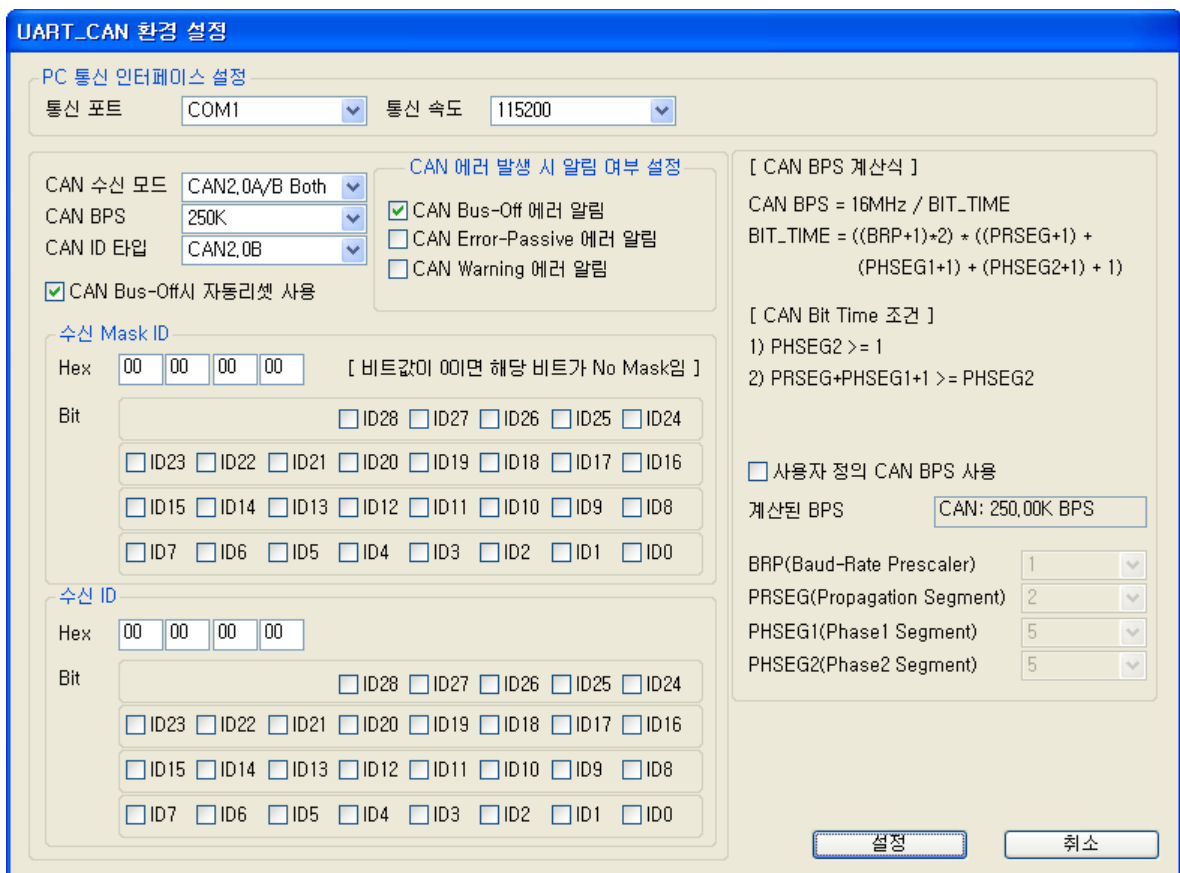 UART_CAN 환경 설정
PC 통신 인터페이스 설정
통신 포트 COM1 통신 속도 115200
CAN 수신 모드 CAN2.0A/B Both
CAN BPS 250K
CAN ID 타입 CAN2.0B
CAN Bus-Off시 자동리셋 사용
CAN 에러 발생 시 알림 여부 설정
CAN Bus-Off 에러 알림
CAN Error-Passive 에러 알림
CAN Warning 에러 알림
수신 Mask ID
Hex 00 00 00 00 [ 비트값이 0이면 해당 비트가 No Mask임 ]
Bit ID28 ID27 ID26 ID25 ID24
ID23 ID22 ID21 ID20 ID19 ID18 ID17 ID16
ID15 ID14 ID13 ID12 ID11 ID10 ID9 ID8
ID7 ID6 ID5 ID4 ID3 ID2 ID1 ID0
수신 ID
Hex 00 00 00 00
Bit ID28 ID27 ID26 ID25 ID24
ID23 ID22 ID21 ID20 ID19 ID18 ID17 ID16
ID15 ID14 ID13 ID12 ID11 ID10 ID9 ID8
ID7 ID6 ID5 ID4 ID3 ID2 ID1 ID0
[ CAN BPS 계산식 ]
CAN BPS = 16MHz / BIT_TIME
BIT_TIME = ((BRP+1)*2) * ((PRSEG+1) +
(PHSEG1+1) + (PHSEG2+1) + 1)
[ CAN Bit Time 조건 ]
1) PHSEG2 >= 1
2) PRSEG+PHSEG1+1 >= PHSEG2
사용자 정의 CAN BPS 사용
계산된 BPS CAN: 250.00K BPS
BRP(Baud-Rate Prescaler) 1
PRSEG(Propagation Segment) 2
PHSEG1(Phase1 Segment) 5
PHSEG2(Phase2 Segment) 5
설정 취소